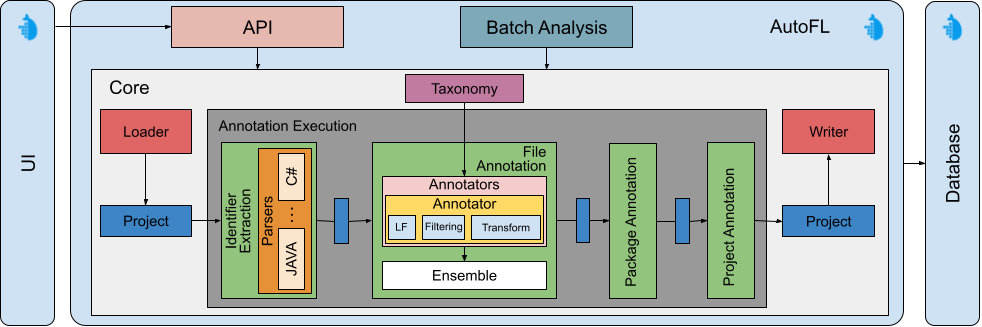 UI
API
Batch Analysis
AutoFL
Database
Core
Taxonomy
Loader
Project
Annotation Execution
Identifier
Extraction
Parsers
C#
...
JAVA
File
Annotation
Annotators
Annotator
LF
Filtering
Transform
Ensemble
Package Annotation
Project Annotation
Writer
Project